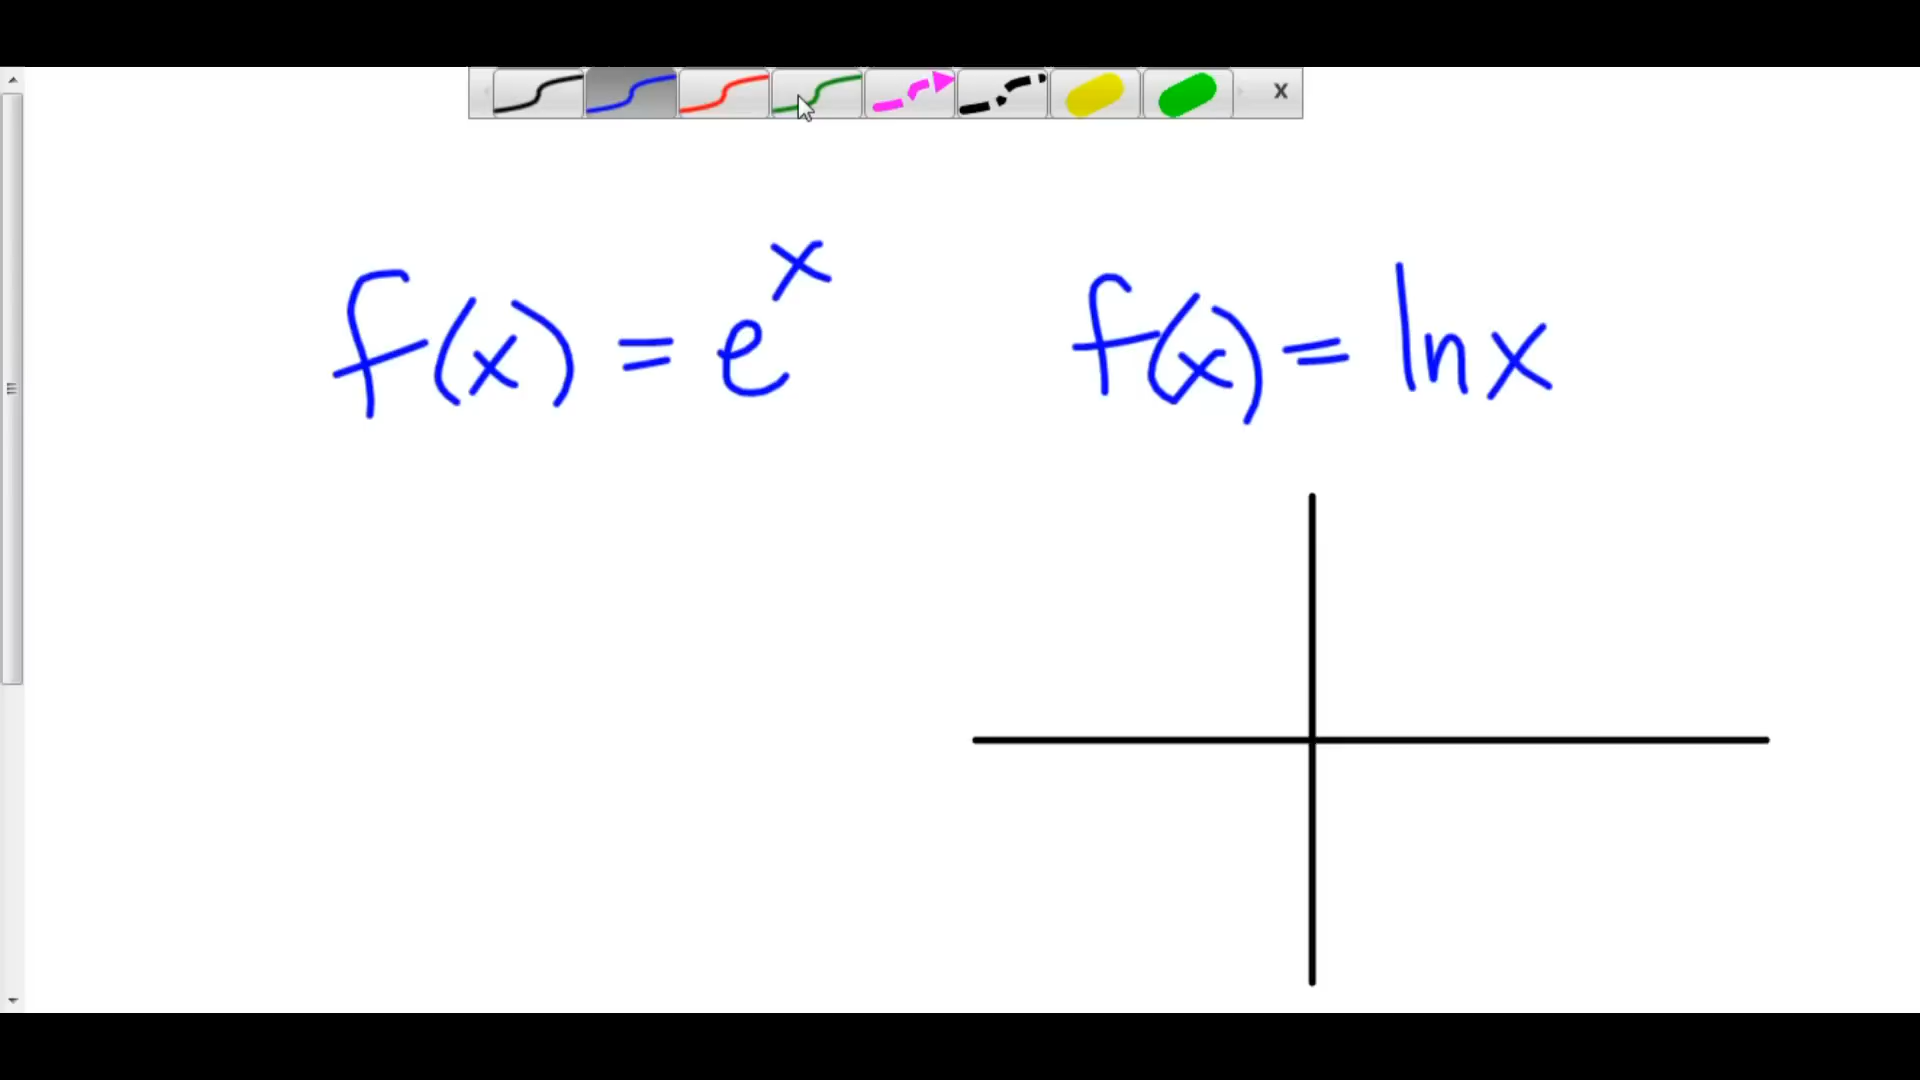 f(x) = e^x
f(x) = ln x
x